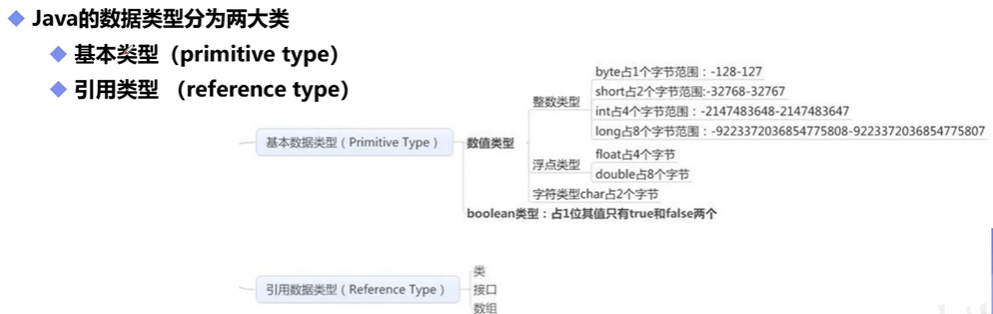 Java的数据类型分为两大类
基本类型（primitive type）
引用类型 （reference type）
byte占1个字节范围：-128-127
short占2个字节范围:-32768-32767
整数类型
int占4个字节范围：-2147483648-2147483647
long占8个字节范围：-9223372036854775808-9223372036854775807
基本数据类型（Primitive Type）
数值类型
float占4个字节
浮点类型
double占8个字节
字符类型char占2个字节
boolean类型：占1位其值只有true和false两个
类
引用数据类型（Reference Type）
接口
数组